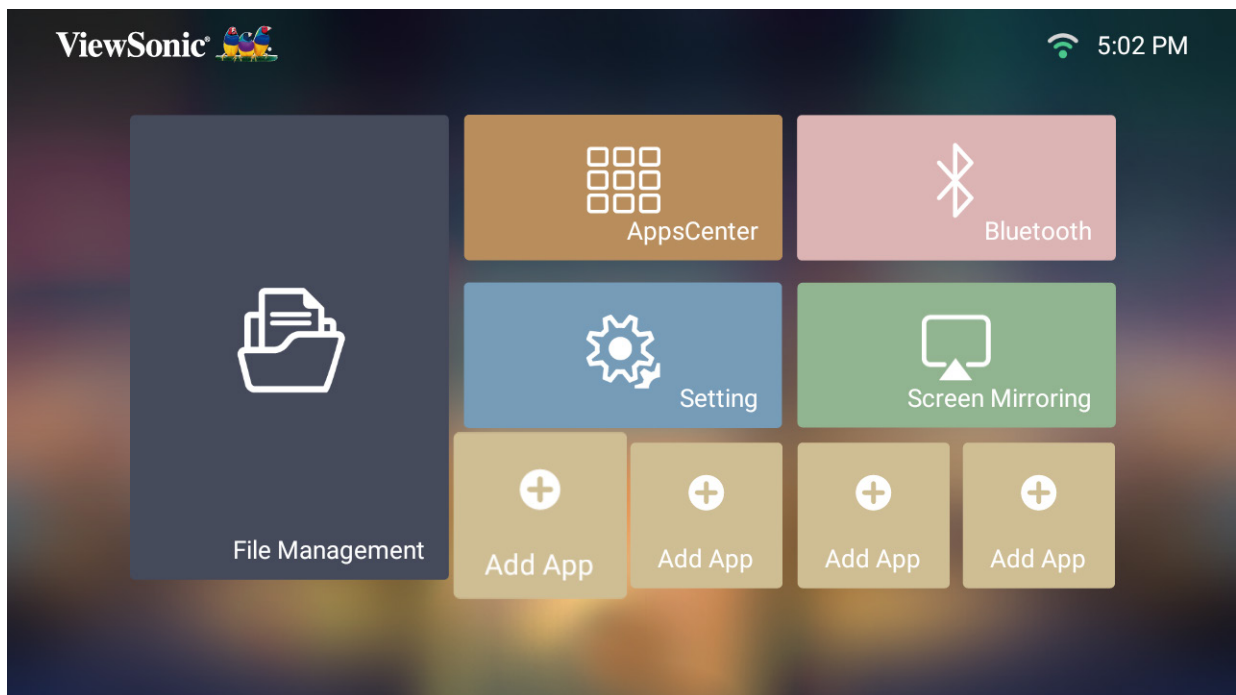 ViewSonic®
5:02 PM
AppsCenter
Bluetooth
Setting
Screen Mirroring
File Management
Add App
Add App
Add App
Add App